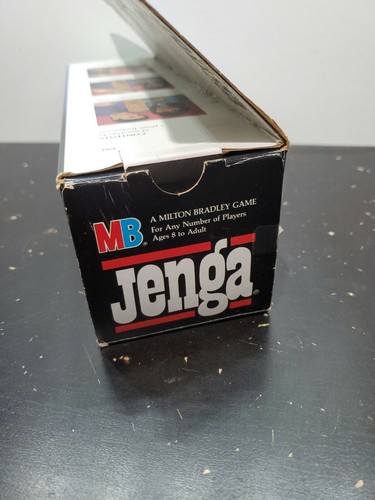 MB®
A MILTON BRADLEY GAME
For Any Number of Players
Ages 8 to Adult
Jenga®